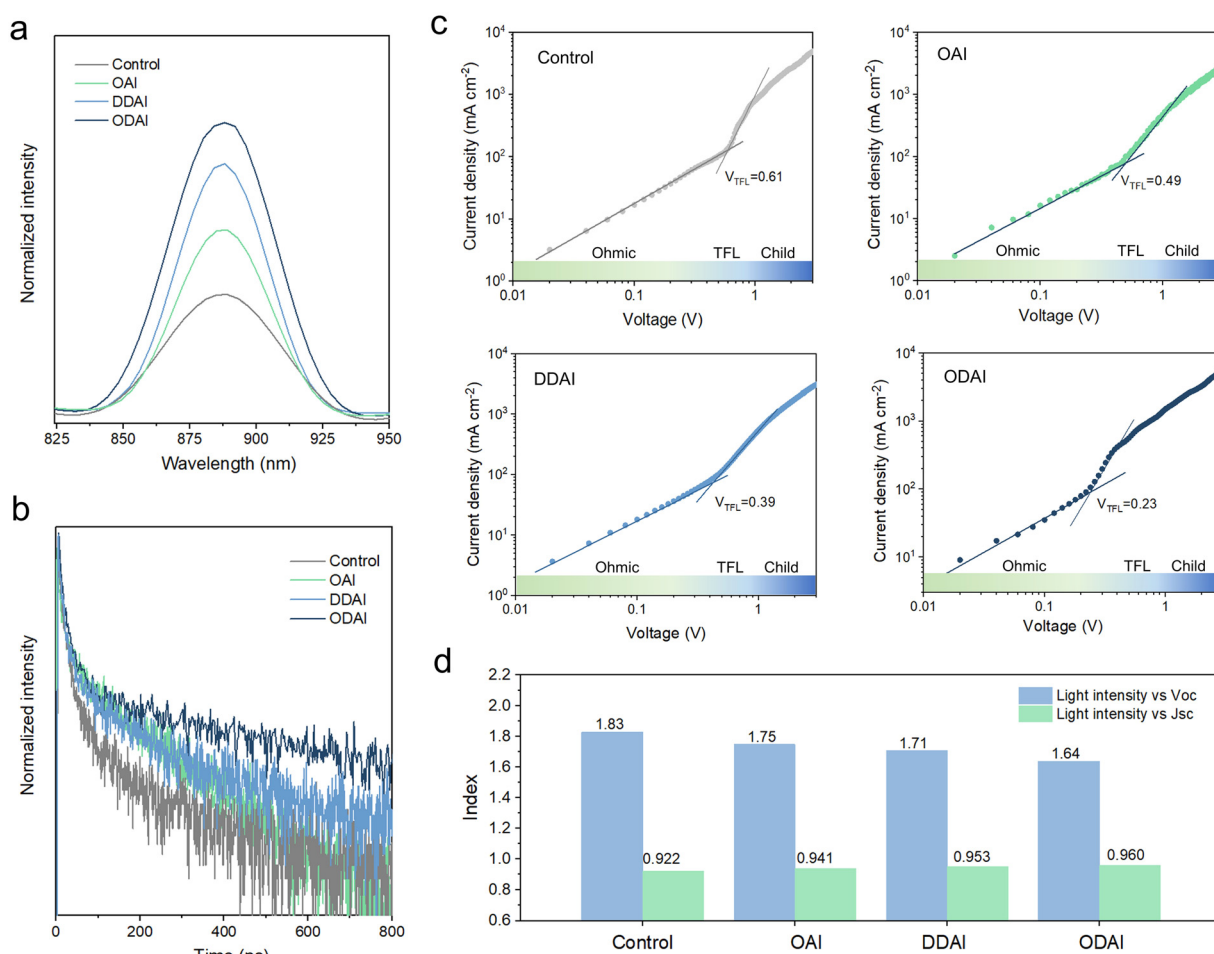 a
Control
OAI
DDAI
ODAI
Normalized intensity
825
850
875
900
925
950
Wavelength (nm)
b
Control
OAI
DDAI
ODAI
Normalized intensity
0
200
400
600
800
c
Control
Current density (mA cm⁻²)
10⁴
10³
10²
10¹
10⁰
V_TFL=0.61
Ohmic TFL Child
0.01 0.1 1
Voltage (V)
OAI
Current density (mA cm⁻²)
10⁴
10³
10²
10¹
10⁰
V_TFL=0.49
Ohmic TFL Child
0.01 0.1 1
Voltage (V)
DDAI
Current density (mA cm⁻²)
10⁴
10³
10²
10¹
10⁰
V_TFL=0.39
Ohmic TFL Child
0.01 0.1 1
Voltage (V)
ODAI
Current density (mA cm⁻²)
10⁴
10³
10²
10¹
V_TFL=0.23
Ohmic TFL Child
0.01 0.1 1
Voltage (V)
d
Index
2.2
2.0
1.8
1.6
1.4
1.2
1.0
0.8
0.6
Light intensity vs Voc
Light intensity vs Jsc
1.83
0.922
1.75
0.941
1.71
0.953
1.64
0.960
Control OAI DDAI ODAI